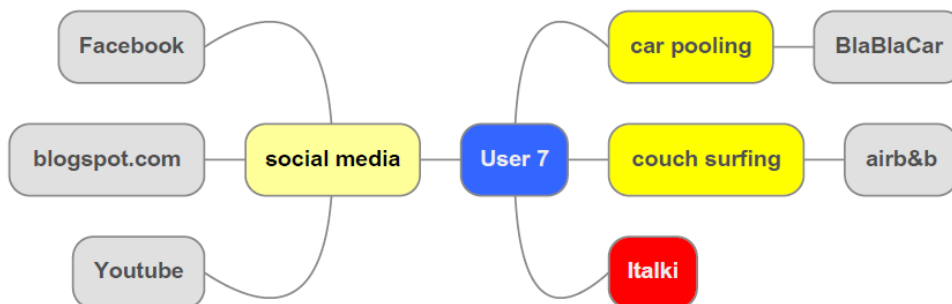 Facebook
car pooling
BlaBlaCar
blogspot.com
social media
User 7
couch surfing
airb&b
Youtube
Italki